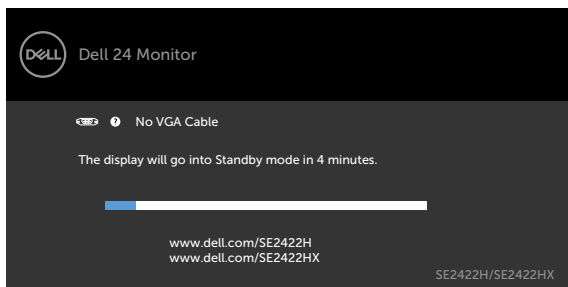 DELL
Dell 24 Monitor
? No VGA Cable
The display will go into Standby mode in 4 minutes.
www.dell.com/SE2422H
www.dell.com/SE2422HX
SE2422H/SE2422HX